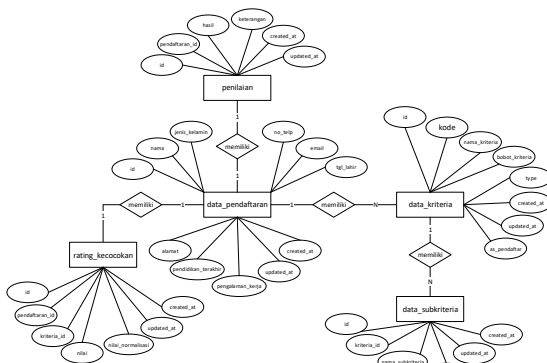 hasil
keterangan
pendaftaran_id
created_at
id
updated_at
penilaian
1
memiliki
1
jenis_kelamin
no_telp
nama
email
id
tgl_lahir
id
kode
nama_kriteria
bobot_kriteria
type
created_at
updated_at
as_pendaftar
memiliki
1
data_pendaftaran
1
memiliki
N
data_kriteria
1
1
memiliki
N
alamat
created_at
pendidikan_terakhir
updated_at
pengalaman_kerja
rating_kecocokan
id
pendaftaran_id
kriteria_id
nilai
nilai_normalisasi
updated_at
created_at
data_subkriteria
id
kriteria_id
nama_subkriteria
created_at
updated_at